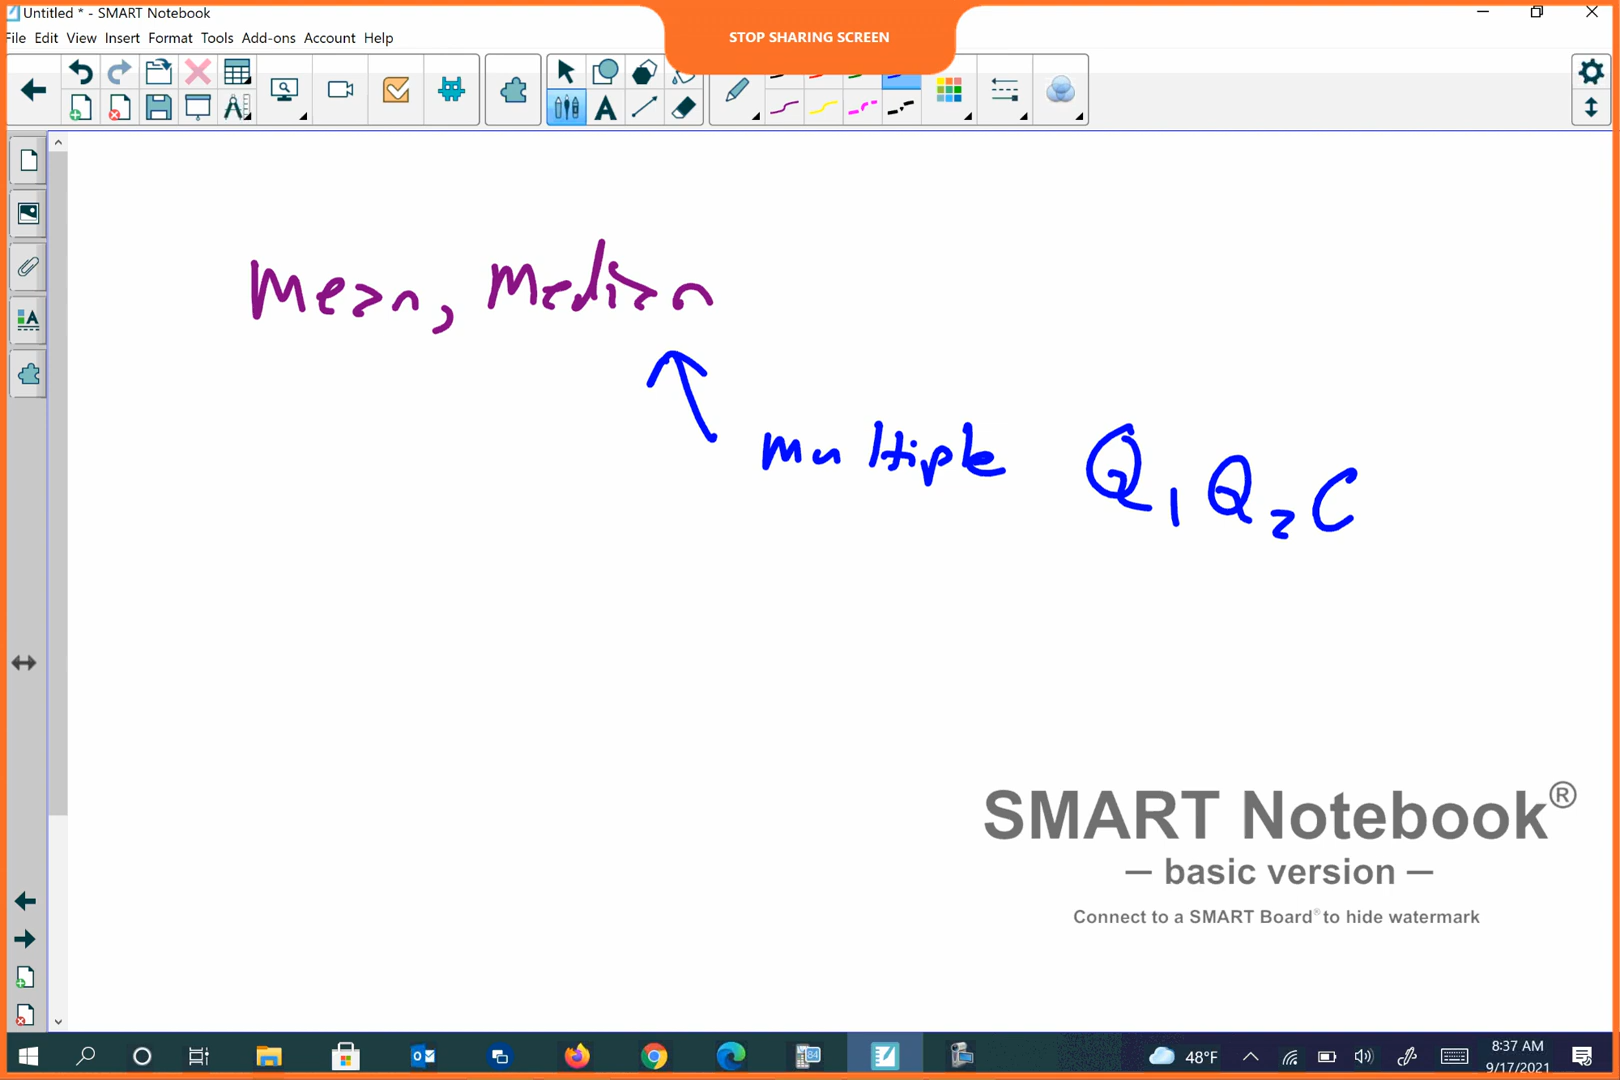 Untitled * - SMART Notebook
STOP SHARING SCREEN
File Edit View Insert Format Tools Add-ons Account Help
Mean, Median
multiple Q1 Q2 C
SMART Notebook®
— basic version —
Connect to a SMART Board® to hide watermark
48°F
8:37 AM
9/17/2021